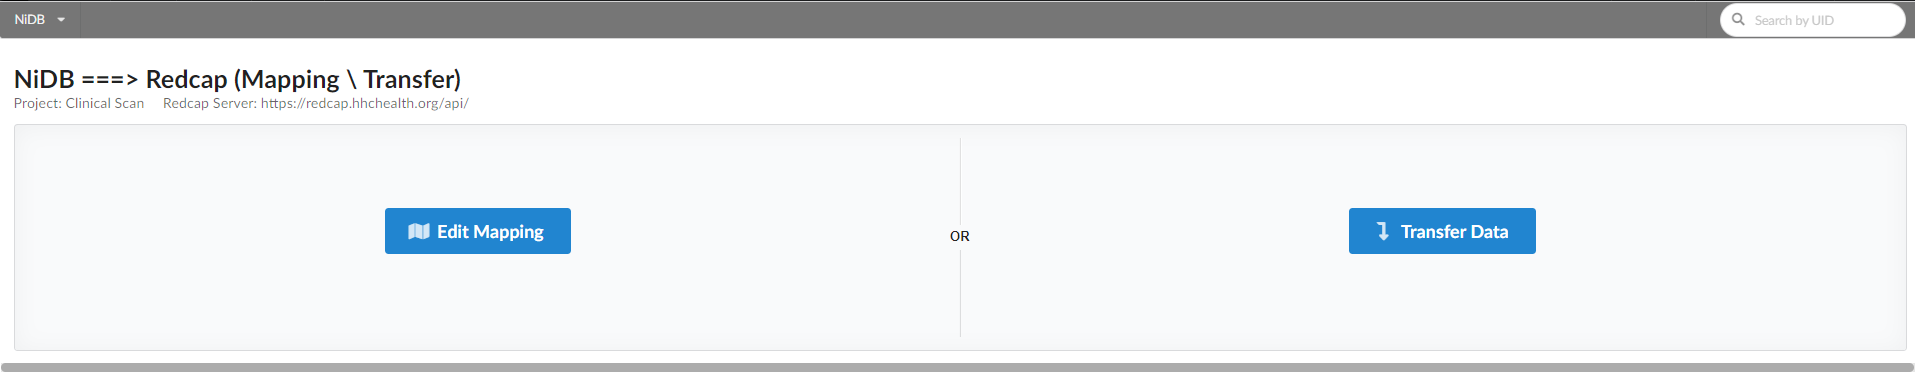 NiDB
Search by UID
NiDB ===> Redcap (Mapping \ Transfer)
Project: Clinical Scan Redcap Server: https://redcap.hhchealth.org/api/
Edit Mapping
OR
Transfer Data